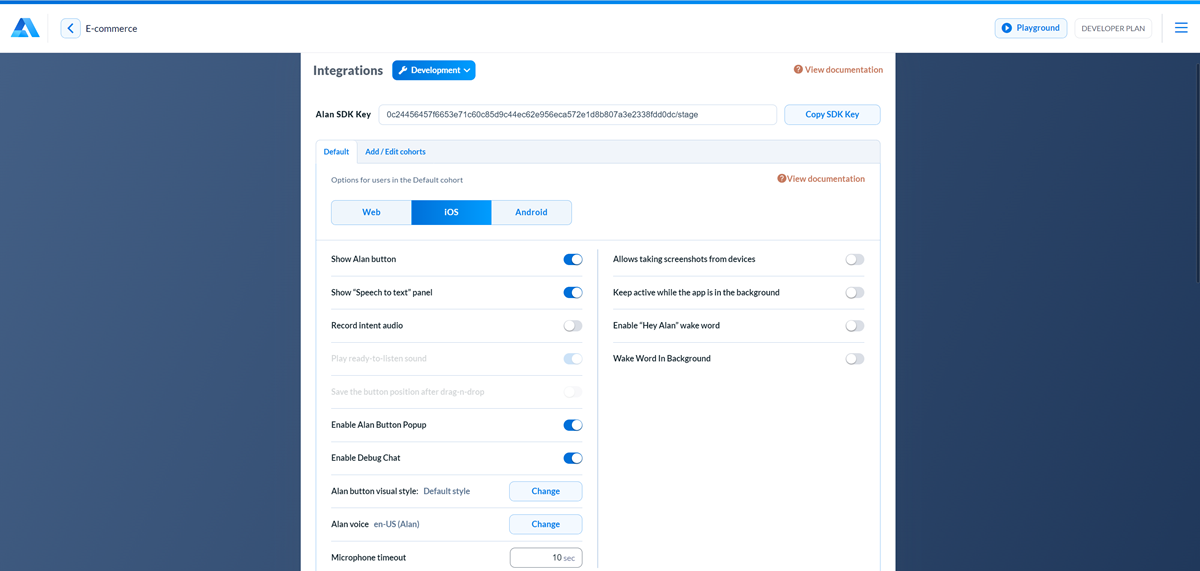 E-commerce
Playground
DEVELOPER PLAN
Integrations
Development
View documentation
Alan SDK Key
0c24456457f6653e71c60c85d9c44ec62e956eca572e1d8b807a3e2338fdd0dc/stage
Copy SDK Key
Default
Add / Edit cohorts
Options for users in the Default cohort
View documentation
Web
iOS
Android
Show Alan button
Show “Speech to text” panel
Record intent audio
Play ready-to-listen sound
Save the button position after drag-n-drop
Enable Alan Button Popup
Enable Debug Chat
Alan button visual style: Default style
Change
Alan voice en-US (Alan)
Change
Microphone timeout
10 sec
Allows taking screenshots from devices
Keep active while the app is in the background
Enable “Hey Alan” wake word
Wake Word In Background